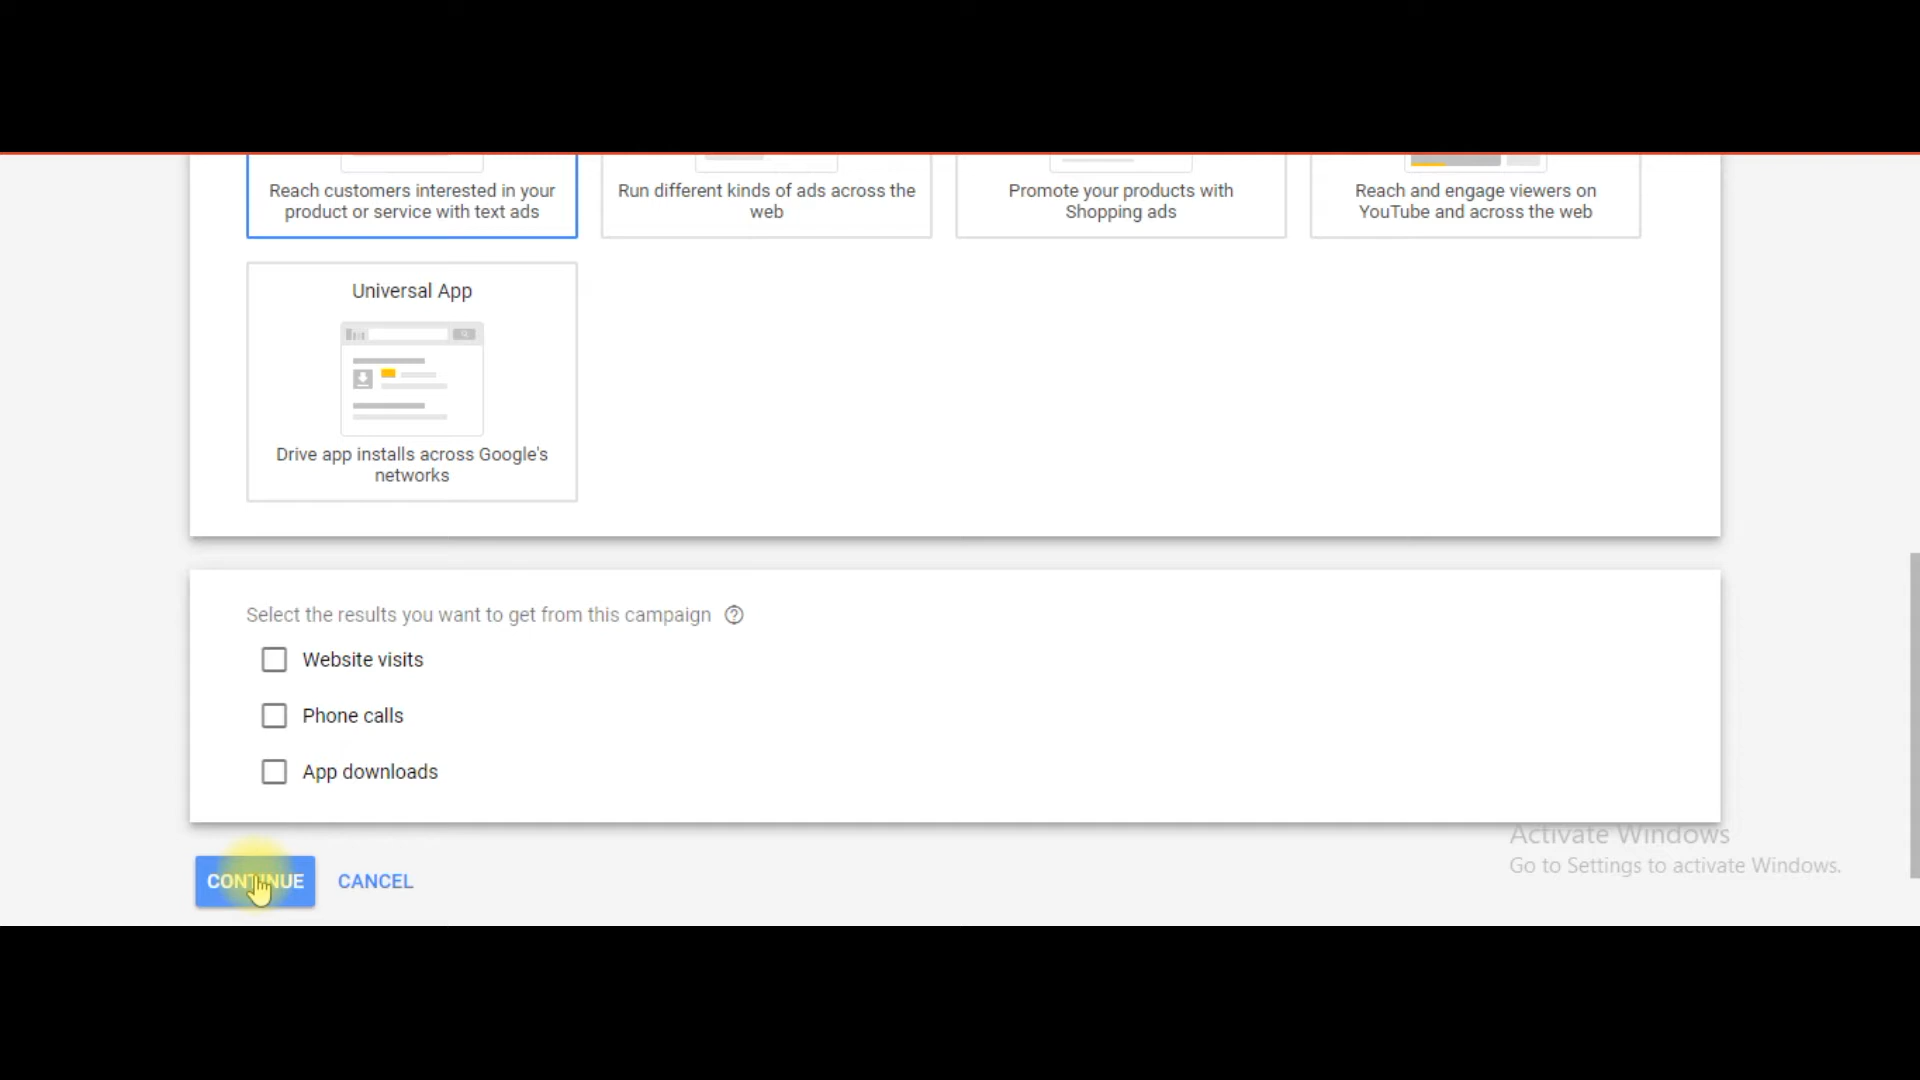 Reach customers interested in your
product or service with text ads
Run different kinds of ads across the
web
Promote your products with
Shopping ads
Reach and engage viewers on
YouTube and across the web
Universal App
Drive app installs across Google's
networks
Select the results you want to get from this campaign
Website visits
Phone calls
App downloads
CONTINUE
CANCEL
Activate Windows
Go to Settings to activate Windows.